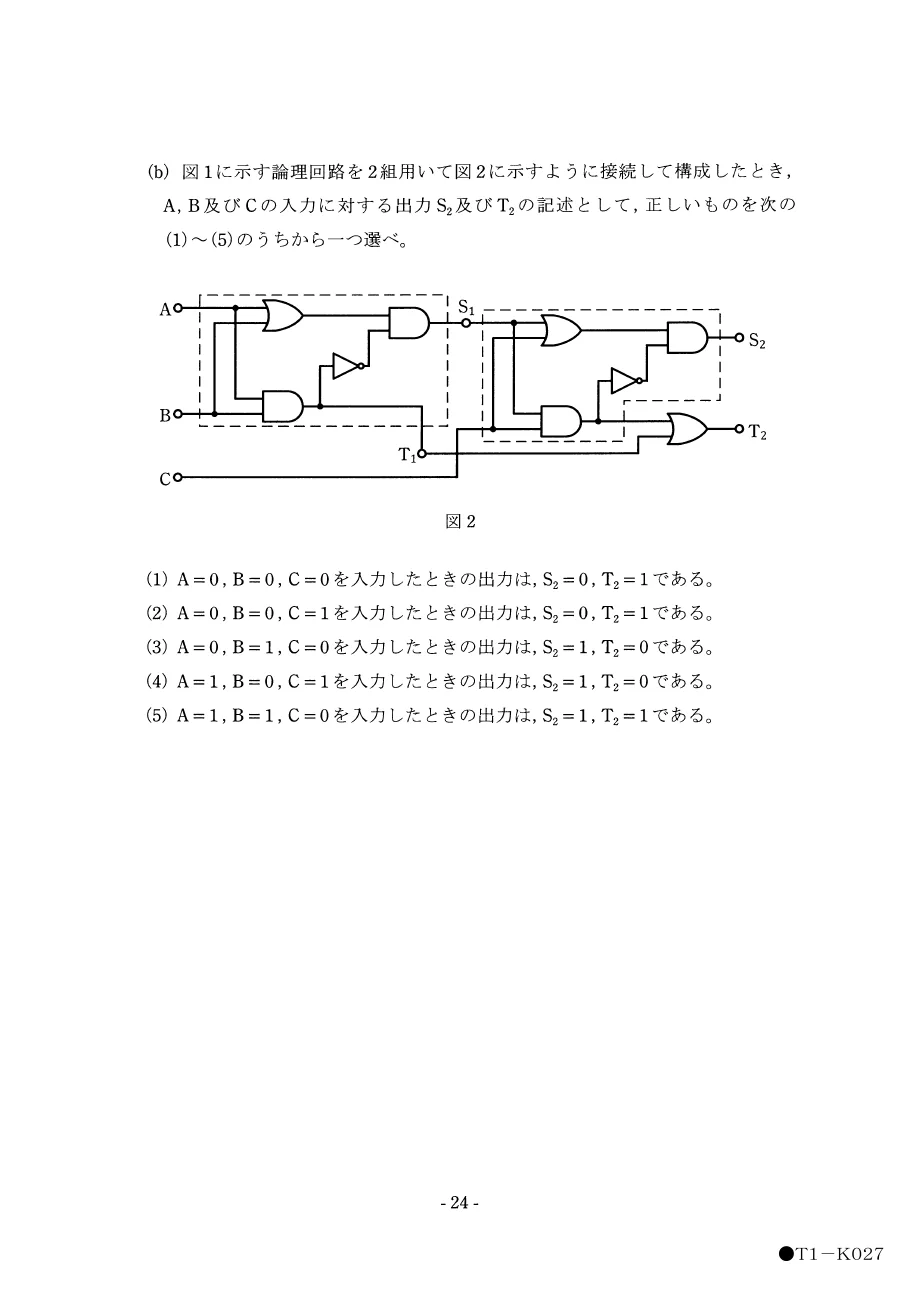 (b) 図1に示す論理回路を2組用いて図2に示すように接続して構成したとき,
A, B及びCの入力に対する出力S₂及びT₂の記述として, 正しいものを次の
(1)～(5)のうちから一つ選べ。
A
S₁
S₂
B
T₂
T₁
C
図2
(1) A=0, B=0, C=0を入力したときの出力は, S₂=0, T₂=1である。
(2) A=0, B=0, C=1を入力したときの出力は, S₂=0, T₂=1である。
(3) A=0, B=1, C=0を入力したときの出力は, S₂=1, T₂=0である。
(4) A=1, B=0, C=1を入力したときの出力は, S₂=1, T₂=0である。
(5) A=1, B=1, C=0を入力したときの出力は, S₂=1, T₂=1である。
- 24 -
●T1－K027